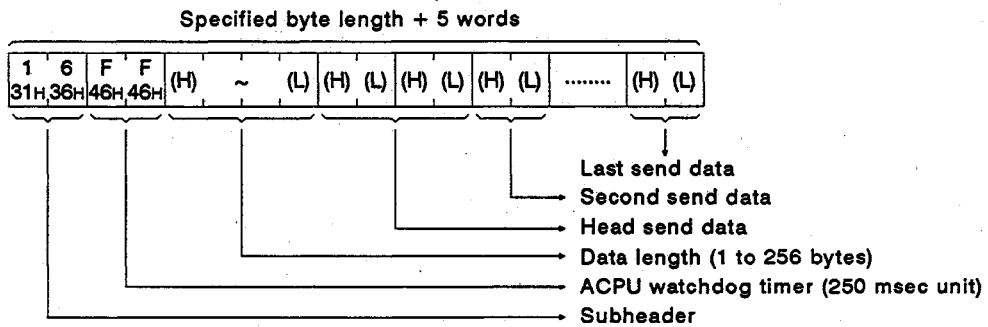 Specified byte length + 5 words
1 6 F F (H) ~ (L) (H) (L) (H) (L) (H) (L) ........ (H) (L)
31H 36H 46H 46H
Last send data
Second send data
Head send data
Data length (1 to 256 bytes)
ACPU watchdog timer (250 msec unit)
Subheader